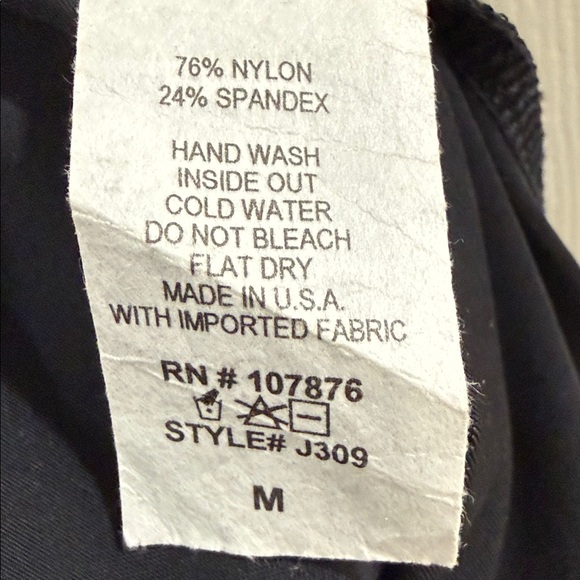 76% NYLON
24% SPANDEX
HAND WASH
INSIDE OUT
COLD WATER
DO NOT BLEACH
FLAT DRY
MADE IN U.S.A.
WITH IMPORTED FABRIC
RN # 107876
STYLE# J309
M